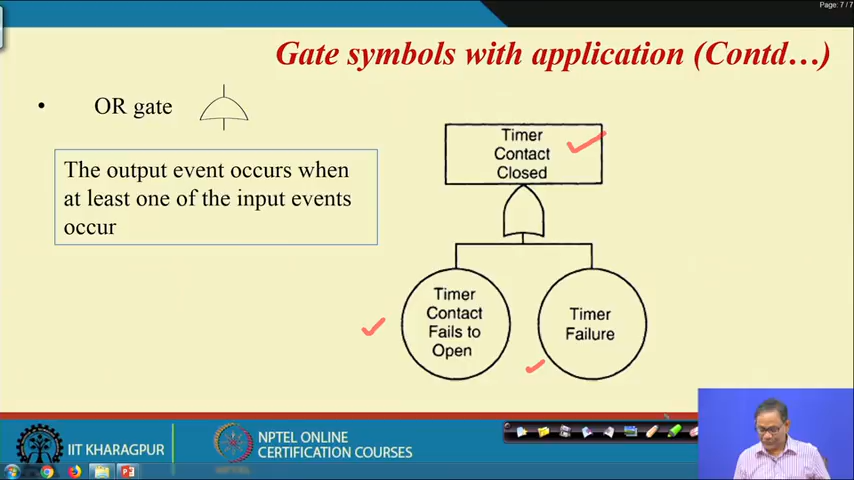 Page: 7/7
Gate symbols with application (Contd…)
• OR gate
The output event occurs when
at least one of the input events
occur
Timer
Contact
Closed
Timer
Contact
Fails to
Open
Timer
Failure
IIT KHARAGPUR
NPTEL
NPTEL ONLINE
CERTIFICATION COURSES